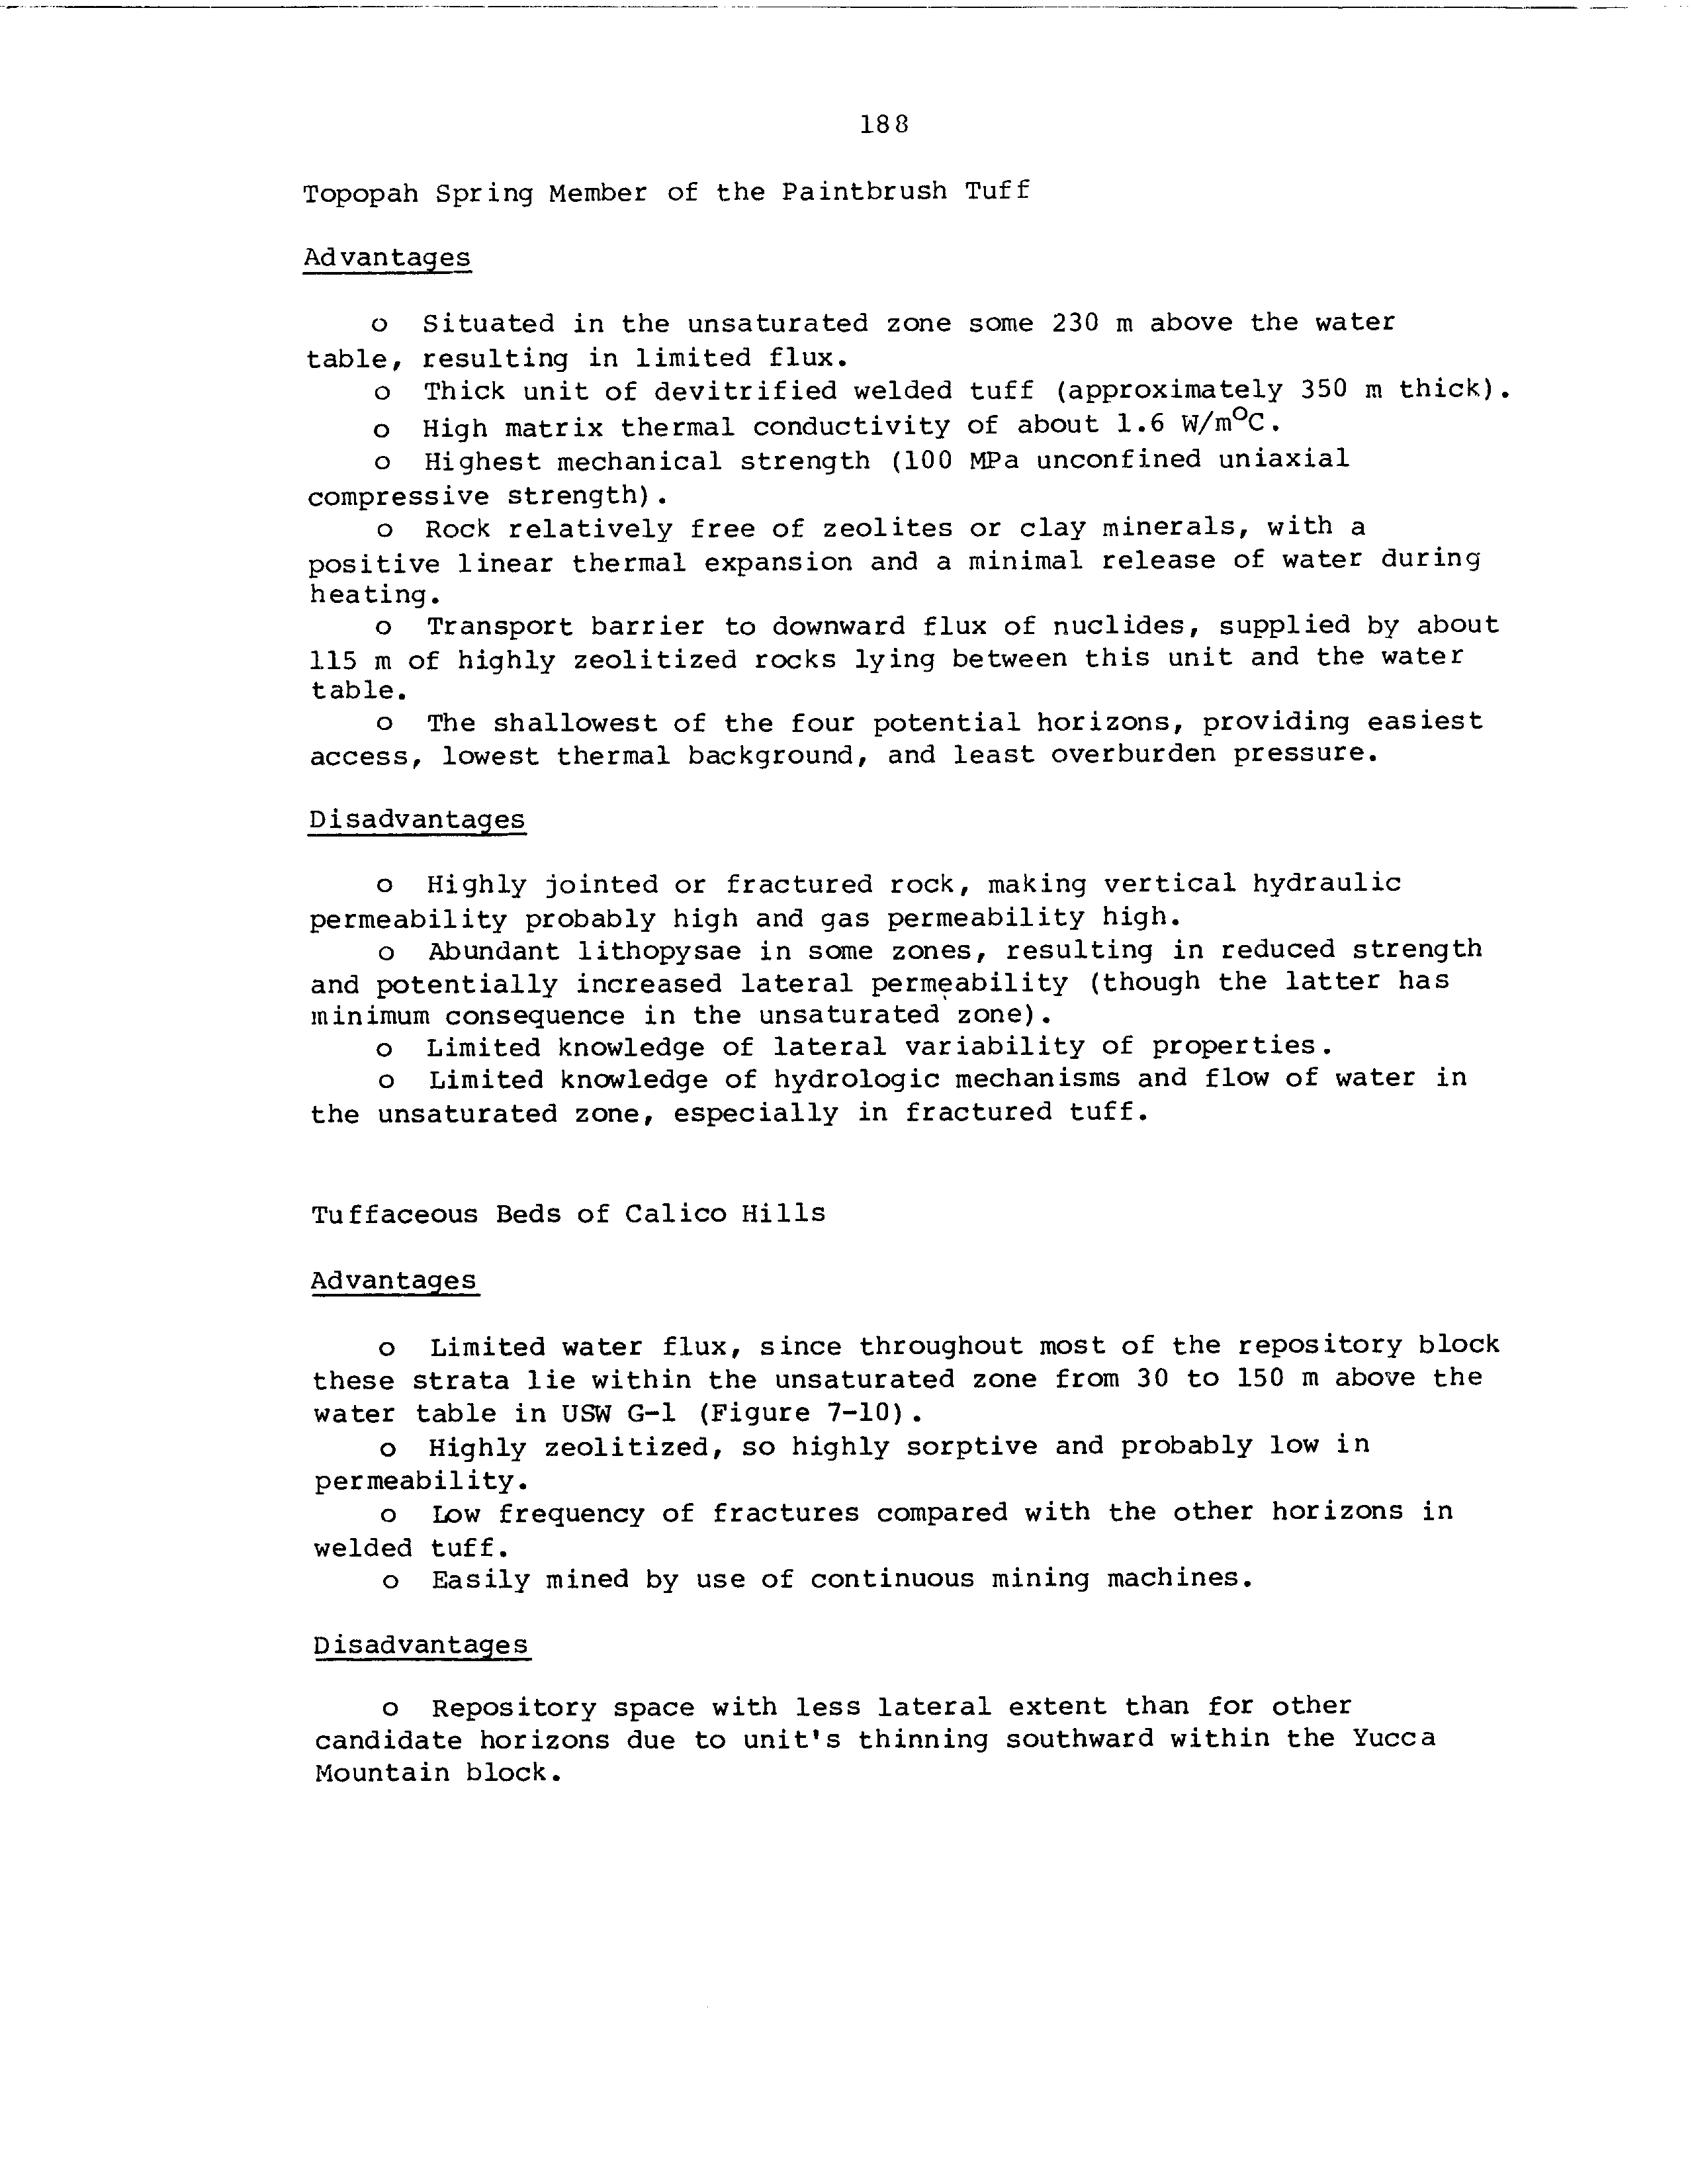 188
Topopah Spring Member of the Paintbrush Tuff
Advantages
o Situated in the unsaturated zone some 230 m above the water
table, resulting in limited flux.
o Thick unit of devitrified welded tuff (approximately 350 m thick).
o High matrix thermal conductivity of about 1.6 W/m°C.
o Highest mechanical strength (100 MPa unconfined uniaxial
compressive strength).
o Rock relatively free of zeolites or clay minerals, with a
positive linear thermal expansion and a minimal release of water during
heating.
o Transport barrier to downward flux of nuclides, supplied by about
115 m of highly zeolitized rocks lying between this unit and the water
table.
o The shallowest of the four potential horizons, providing easiest
access, lowest thermal background, and least overburden pressure.
Disadvantages
o Highly jointed or fractured rock, making vertical hydraulic
permeability probably high and gas permeability high.
o Abundant lithopysae in some zones, resulting in reduced strength
and potentially increased lateral permeability (though the latter has
minimum consequence in the unsaturated zone).
o Limited knowledge of lateral variability of properties.
o Limited knowledge of hydrologic mechanisms and flow of water in
the unsaturated zone, especially in fractured tuff.
Tuffaceous Beds of Calico Hills
Advantages
o Limited water flux, since throughout most of the repository block
these strata lie within the unsaturated zone from 30 to 150 m above the
water table in USW G-1 (Figure 7-10).
o Highly zeolitized, so highly sorptive and probably low in
permeability.
o Low frequency of fractures compared with the other horizons in
welded tuff.
o Easily mined by use of continuous mining machines.
Disadvantages
o Repository space with less lateral extent than for other
candidate horizons due to unit's thinning southward within the Yucca
Mountain block.